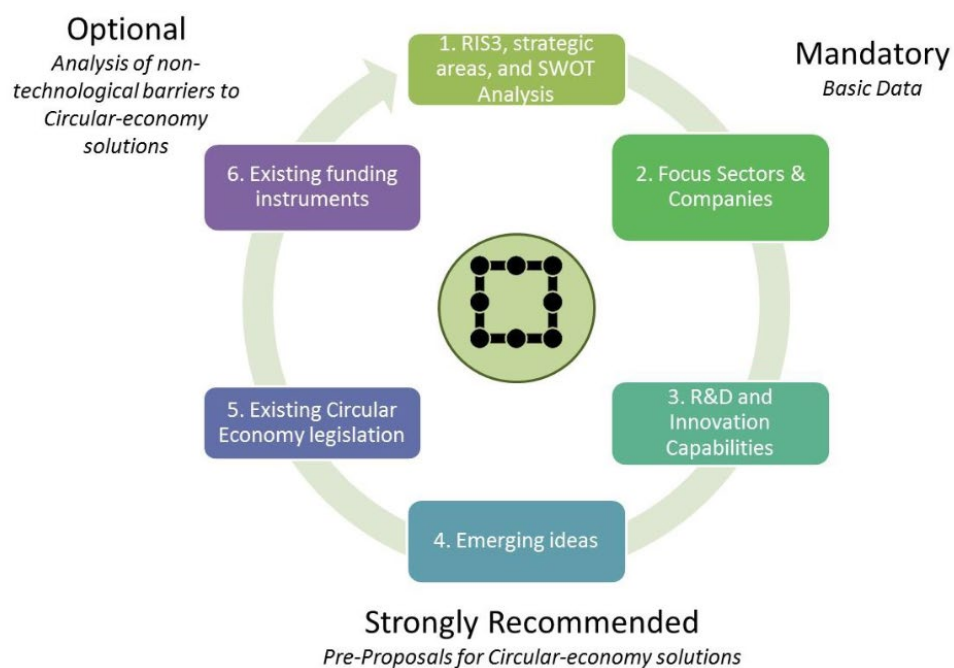 Optional
Analysis of non-
technological barriers to
Circular-economy
solutions
1. RIS3, strategic
areas, and SWOT
Analysis
Mandatory
Basic Data
2. Focus Sectors &
Companies
3. R&D and
Innovation
Capabilities
4. Emerging ideas
Strongly Recommended
Pre-Proposals for Circular-economy solutions
5. Existing Circular
Economy legislation
6. Existing funding
instruments